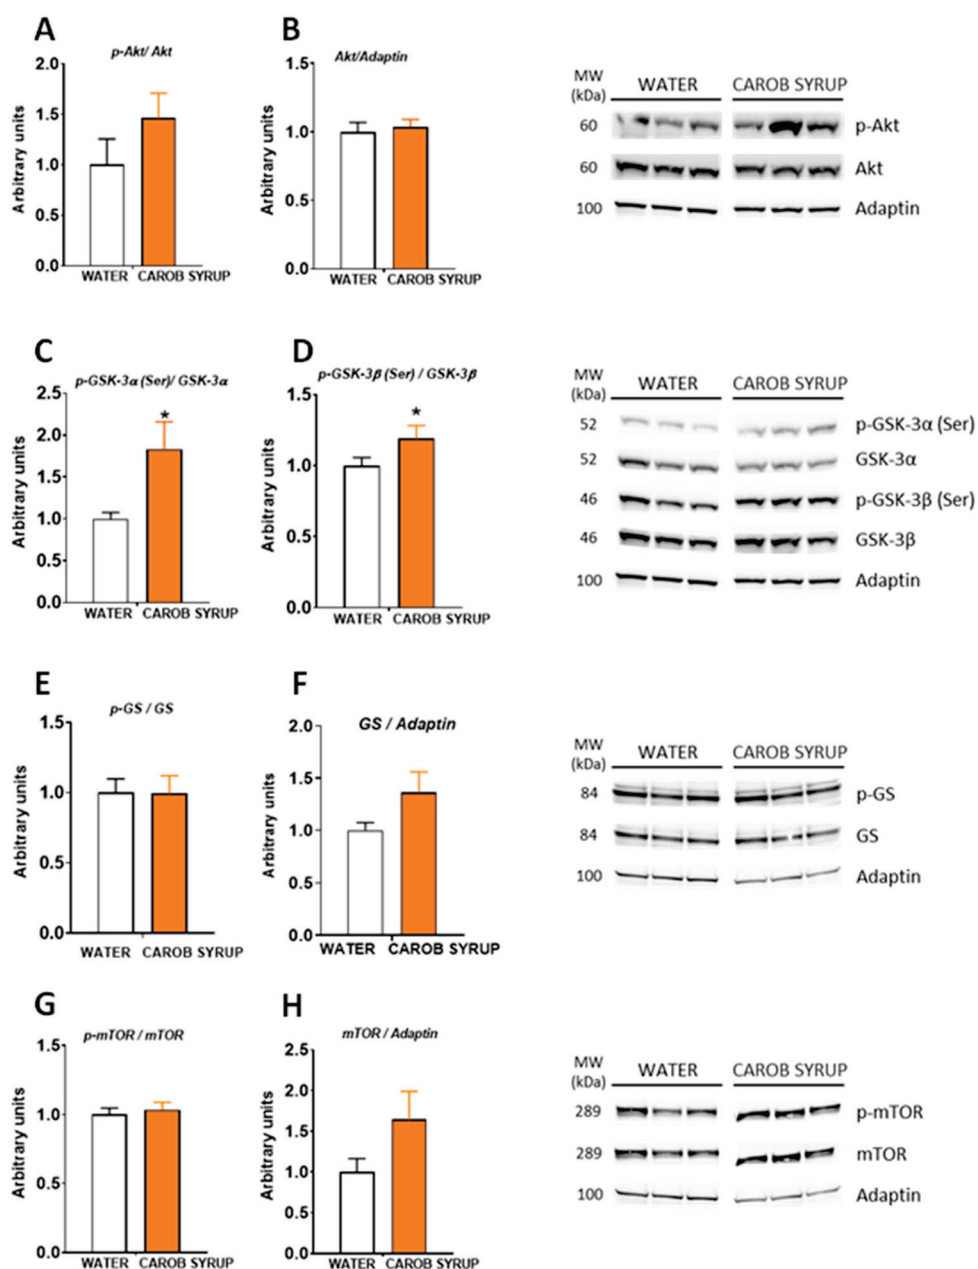 A
p-Akt/ Akt
Arbitrary units
2.0
1.5
1.0
0.5
0.0
WATER CAROB SYRUP
B
Akt/Adaptin
Arbitrary units
1.5
1.0
0.5
0.0
WATER CAROB SYRUP
MW
(kDa)
WATER CAROB SYRUP
60 p-Akt
60 Akt
100 Adaptin
C
p-GSK-3α (Ser)/ GSK-3α
Arbitrary units
2.5
2.0
1.5
1.0
0.5
0.0
*
WATER CAROB SYRUP
D
p-GSK-3β (Ser) / GSK-3β
Arbitrary units
1.5
1.0
0.5
0.0
*
WATER CAROB SYRUP
MW
(kDa)
WATER CAROB SYRUP
52 p-GSK-3α (Ser)
52 GSK-3α
46 p-GSK-3β (Ser)
46 GSK-3β
100 Adaptin
E
p-GS / GS
Arbitrary units
1.5
1.0
0.5
0.0
WATER CAROB SYRUP
F
GS / Adaptin
Arbitrary units
2.0
1.5
1.0
0.5
0.0
WATER CAROB SYRUP
MW
(kDa)
WATER CAROB SYRUP
84 p-GS
84 GS
100 Adaptin
G
p-mTOR / mTOR
Arbitrary units
1.5
1.0
0.5
0.0
WATER CAROB SYRUP
H
mTOR / Adaptin
Arbitrary units
2.5
2.0
1.5
1.0
0.5
0.0
WATER CAROB SYRUP
MW
(kDa)
WATER CAROB SYRUP
289 p-mTOR
289 mTOR
100 Adaptin